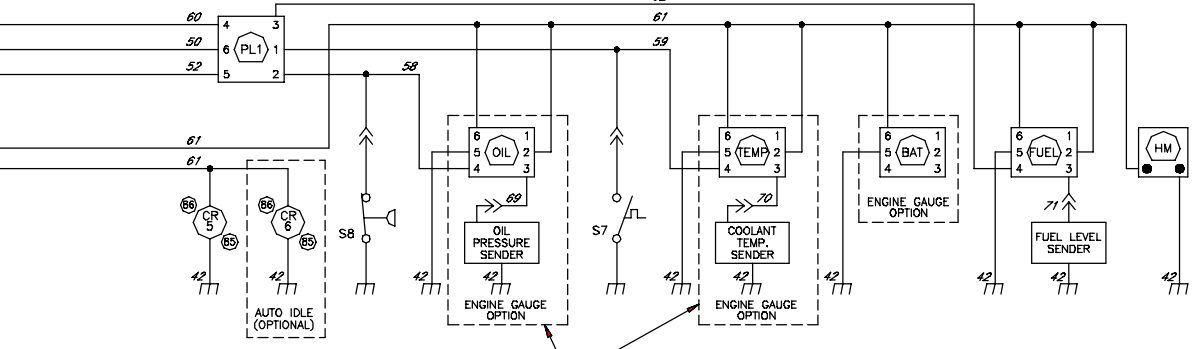 60 4 3 61
50 6 PL1 1 59
52 5 2 58
61
61
6 1
5 OIL 2
4 3
6 1
5 TEMP 2
4 3
6 1
5 BAT 2
4 3
6 1
5 FUEL 2
4 3
HM
69
70
71
ENGINE GAUGE
OPTION
86 CR 5 85
86 CR 6 85
S8
S7
OIL
PRESSURE
SENDER
COOLANT
TEMP.
SENDER
FUEL LEVEL
SENDER
42 42 42 42 42 42 42 42 42 42
AUTO IDLE
(OPTIONAL)
ENGINE GAUGE
OPTION
ENGINE GAUGE
OPTION